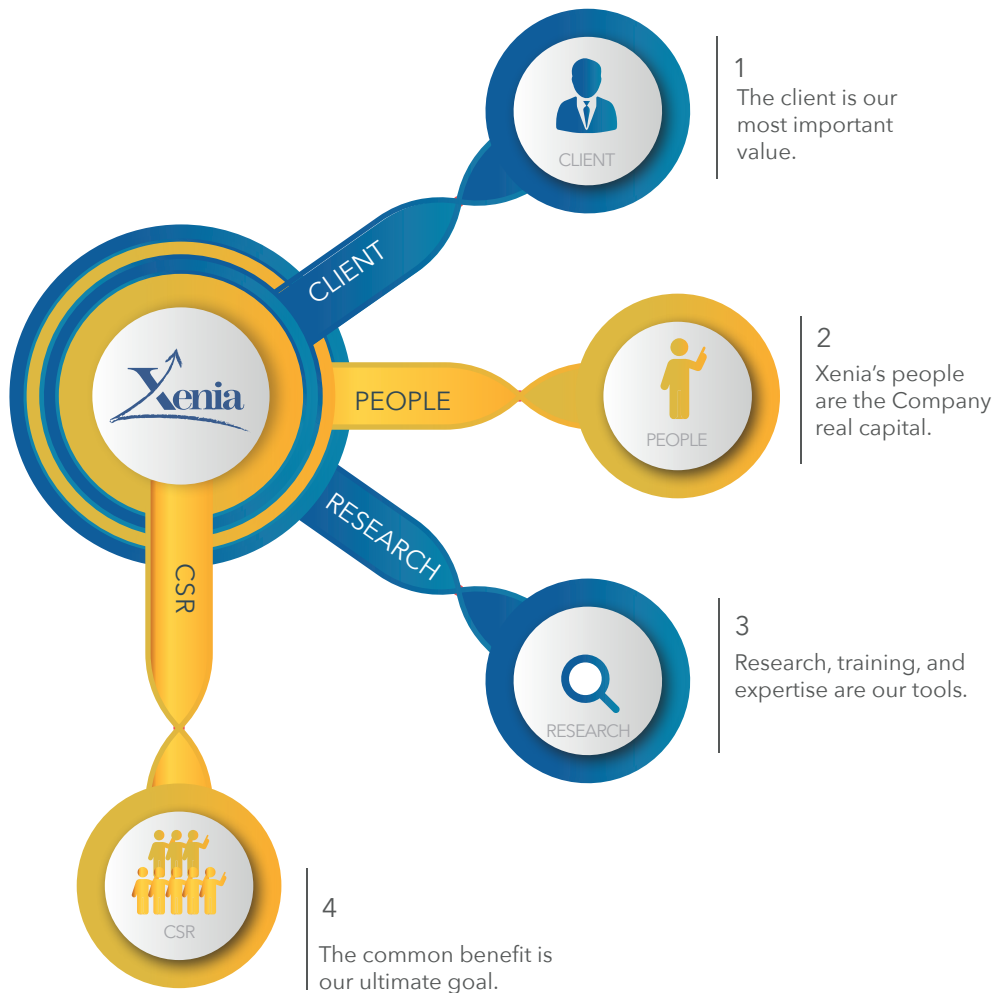 CLIENT
1
The client is our
most important
value.
CLIENT
Xenia
PEOPLE
PEOPLE
2
Xenia's people
are the Company
real capital.
RESEARCH
RESEARCH
3
Research, training, and
expertise are our tools.
CSR
CSR
4
The common benefit is
our ultimate goal.